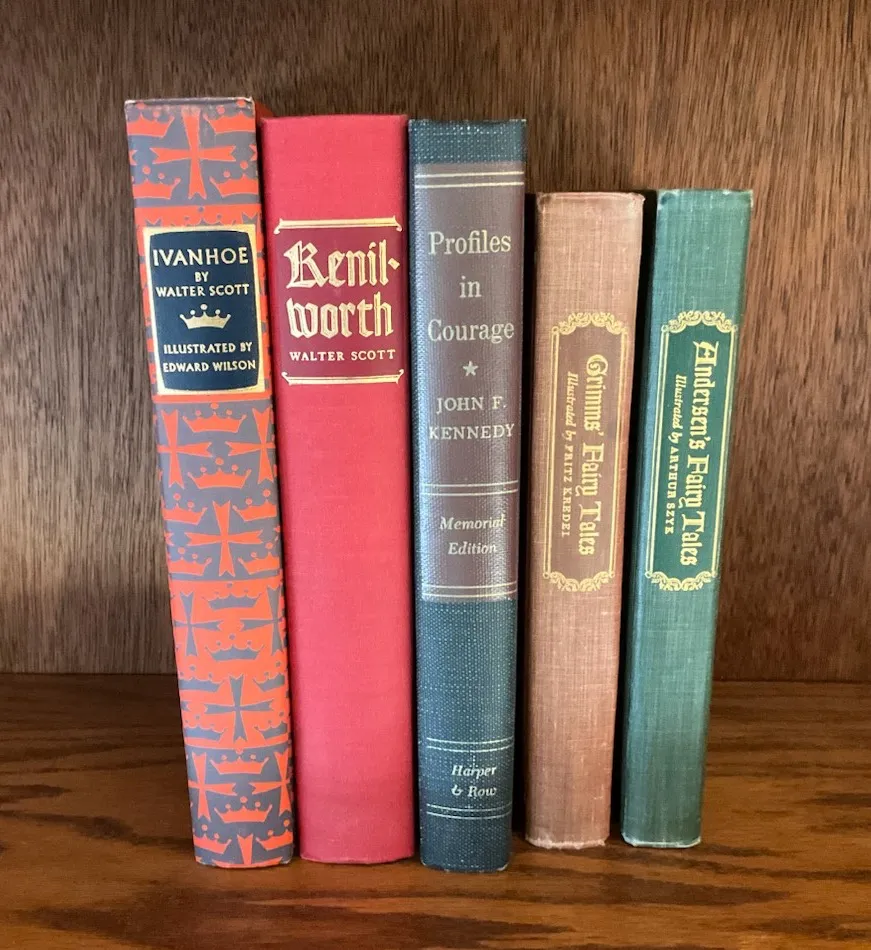 IVANHOE
BY
WALTER SCOTT
ILLUSTRATED BY
EDWARD WILSON
Kenil-
worth
WALTER SCOTT
Profiles
in
Courage
JOHN F.
KENNEDY
Memorial
Edition
Harper
& Row
Grimms' Fairy Tales
Illustrated by FRITZ KREDEL
Andersen's Fairy Tales
Illustrated by ARTHUR SZYK